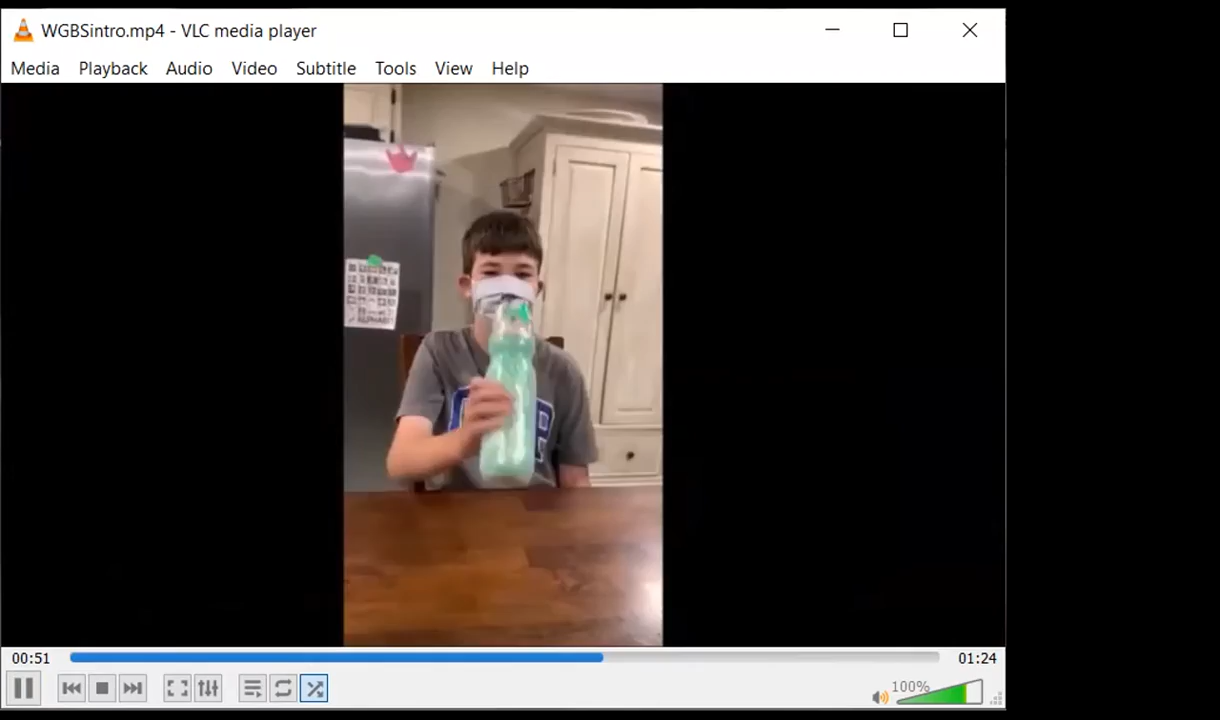 WGBSintro.mp4 - VLC media player
Media Playback Audio Video Subtitle Tools View Help
00:51 01:24
100%